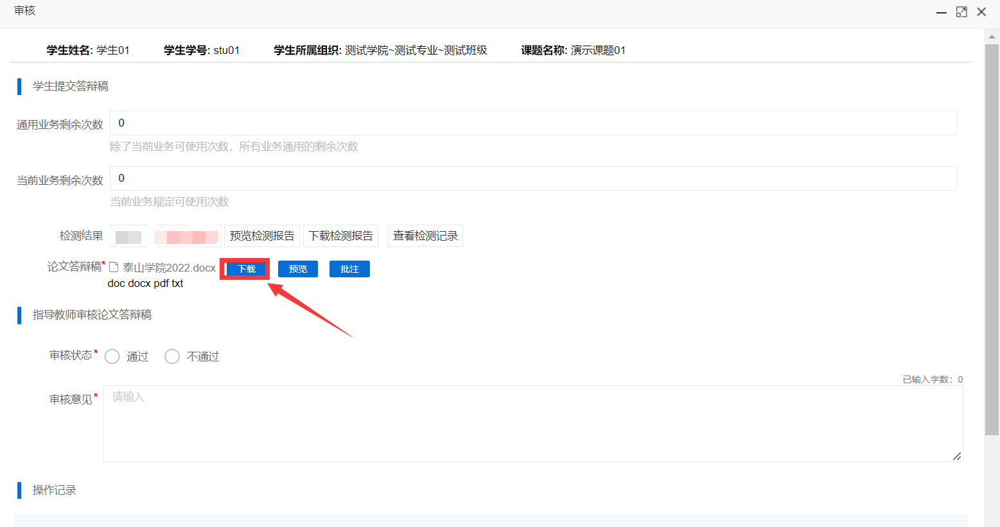 审核
学生姓名: 学生01 学生学号: stu01 学生所属组织: 测试学院~测试专业~测试班级 课题名称: 演示课题01
学生提交答辩稿
通用业务剩余次数 0
除了当前业务可使用次数，所有业务通用的剩余次数
当前业务剩余次数 0
当前业务规定可使用次数
检测结果 预览检测报告 下载检测报告 查看检测记录
论文答辩稿* 泰山学院2022.docx 下载 预览 批注
doc docx pdf txt
指导教师审核论文答辩稿
审核状态* 通过 不通过
已输入字数：0
审核意见* 请输入
操作记录